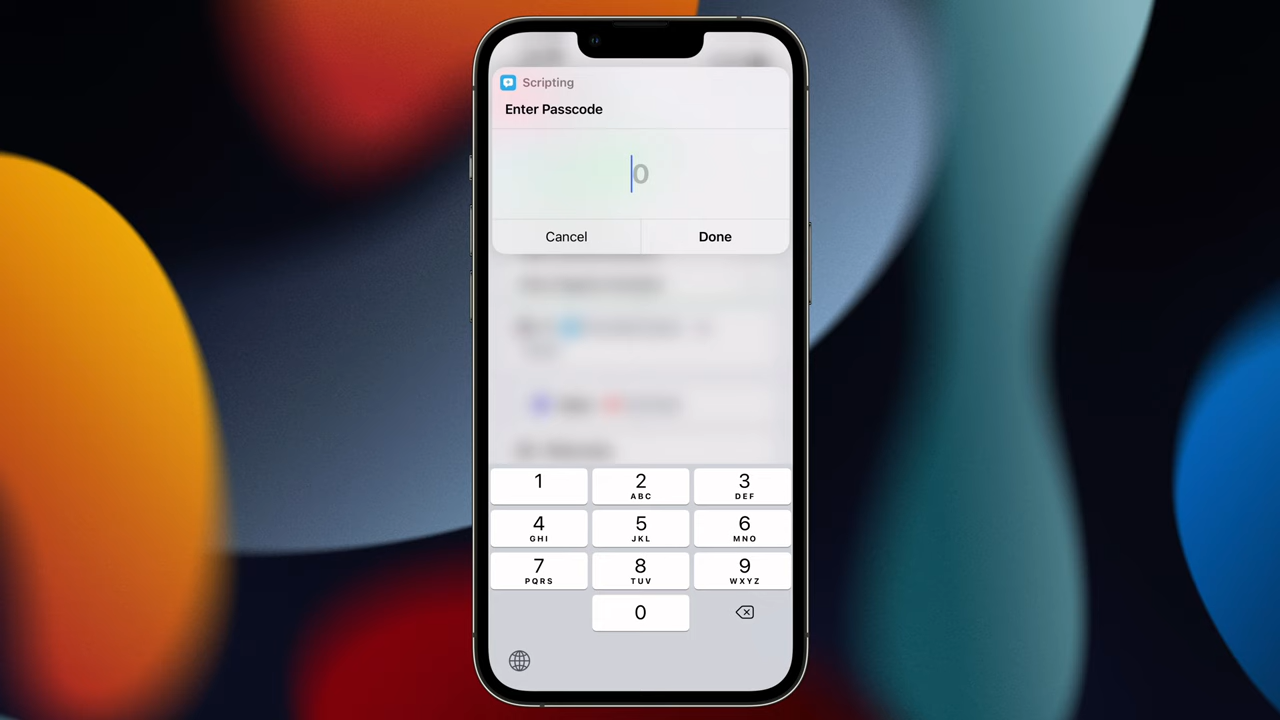 Scripting
Enter Passcode
0
Cancel Done
1 2 3
ABC DEF
4 5 6
GHI JKL MNO
7 8 9
PQRS TUV WXYZ
0